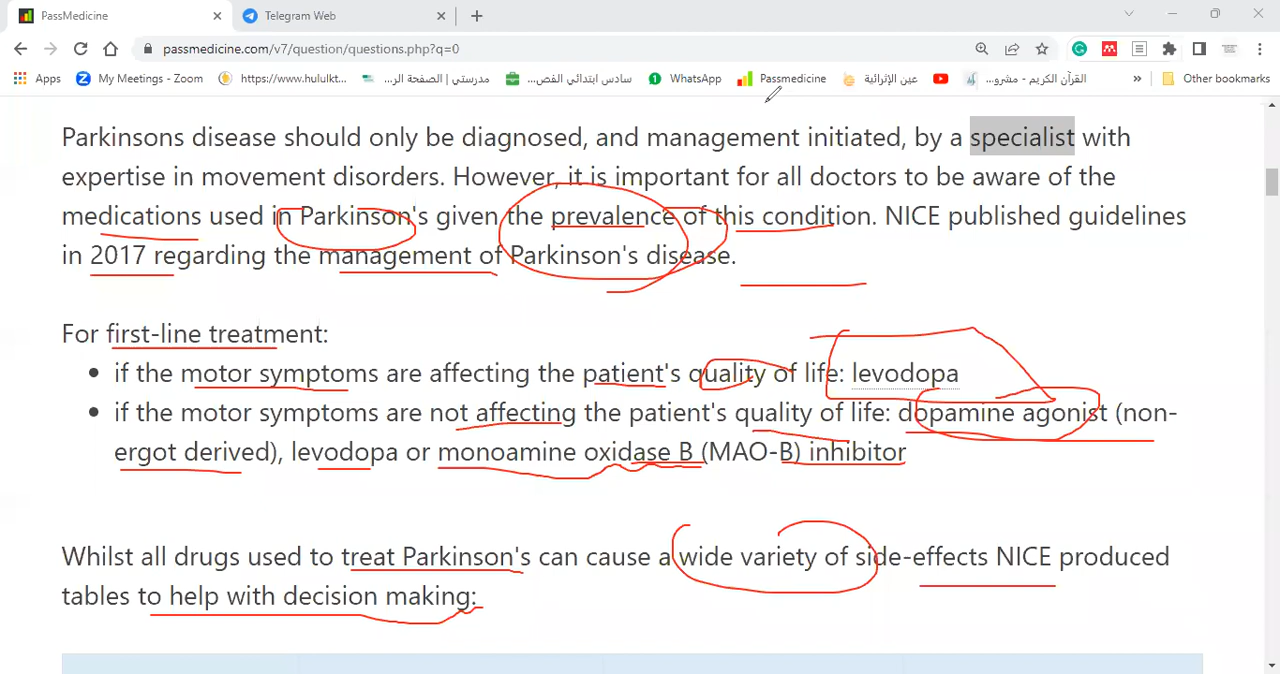 PassMedicine
Telegram Web
passmedicine.com/v7/question/questions.php?q=0
Apps My Meetings - Zoom https://www.hululkt... مدرستي | الصفحة الر... سادس ابتدائي الفص... WhatsApp Passmedicine عين الإثرائية القرآن الكريم - مشرو... » Other bookmarks
Parkinsons disease should only be diagnosed, and management initiated, by a specialist with
expertise in movement disorders. However, it is important for all doctors to be aware of the
medications used in Parkinson's given the prevalence of this condition. NICE published guidelines
in 2017 regarding the management of Parkinson's disease.
For first-line treatment:
• if the motor symptoms are affecting the patient's quality of life: levodopa
• if the motor symptoms are not affecting the patient's quality of life: dopamine agonist (non-
ergot derived), levodopa or monoamine oxidase B (MAO-B) inhibitor
Whilst all drugs used to treat Parkinson's can cause a wide variety of side-effects NICE produced
tables to help with decision making: